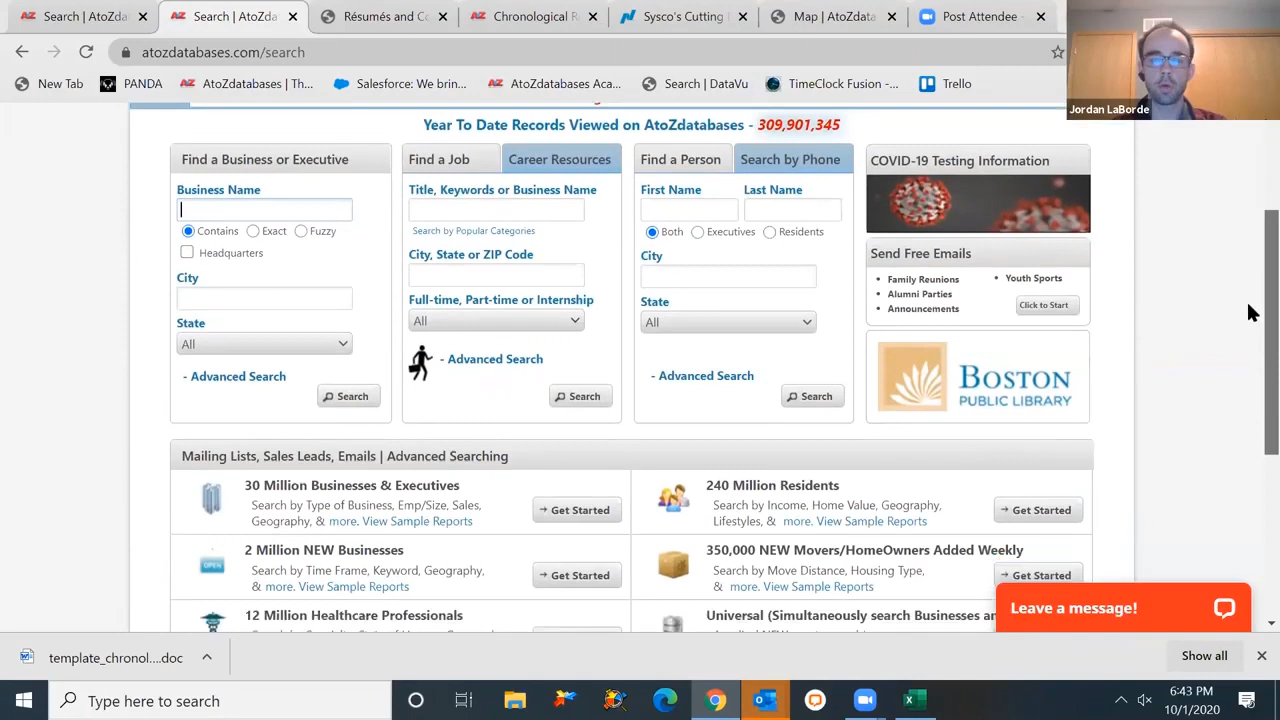 Search | AtoZdat
Search | AtoZdat
Résumés and Co
Chronological R
Sysco's Cutting
Map | AtoZdata
Post Attendee -
atozdatabases.com/search
New Tab
PANDA
AtoZdatabases | Th...
Salesforce: We brin...
AtoZdatabases Aca...
Search | DataVu
TimeClock Fusion -...
Trello
Jordan LaBorde
Year To Date Records Viewed on AtoZdatabases - 309,901,345
Find a Business or Executive
Business Name
Contains Exact Fuzzy
Headquarters
City
State
All
- Advanced Search
Search
Find a Job
Career Resources
Title, Keywords or Business Name
Search by Popular Categories
City, State or ZIP Code
Full-time, Part-time or Internship
All
- Advanced Search
Search
Find a Person
Search by Phone
First Name Last Name
Both Executives Residents
City
State
All
- Advanced Search
Search
COVID-19 Testing Information
Send Free Emails
Family Reunions
Youth Sports
Alumni Parties
Announcements
Click to Start
BOSTON
PUBLIC LIBRARY
Mailing Lists, Sales Leads, Emails | Advanced Searching
30 Million Businesses & Executives
Search by Type of Business, Emp/Size, Sales,
Geography, & more. View Sample Reports
Get Started
240 Million Residents
Search by Income, Home Value, Geography,
Lifestyles, & more. View Sample Reports
Get Started
2 Million NEW Businesses
Search by Time Frame, Keyword, Geography,
& more. View Sample Reports
Get Started
350,000 NEW Movers/HomeOwners Added Weekly
Search by Move Distance, Housing Type,
& more. View Sample Reports
Get Started
12 Million Healthcare Professionals
Universal (Simultaneously search Businesses an
Leave a message!
template_chronol....doc
Show all
Type here to search
6:43 PM
10/1/2020